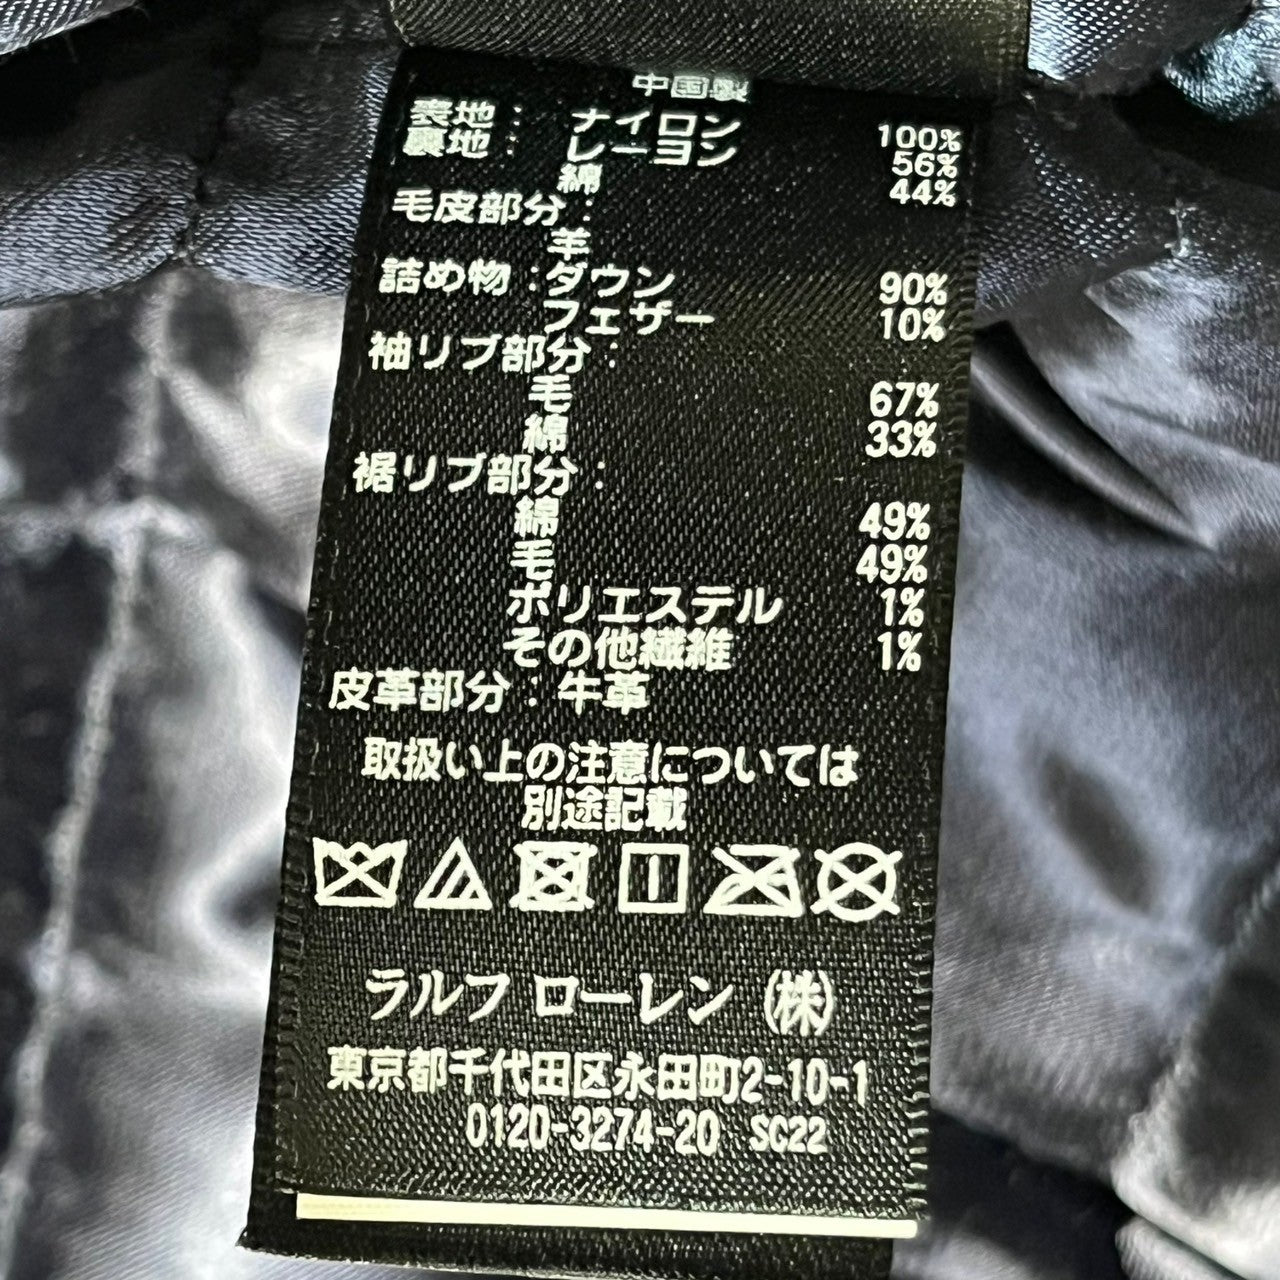 中国製
表地： ナイロン 100%
裏地： レーヨン 56%
綿 44%
毛皮部分：
羊
詰め物：ダウン 90%
フェザー 10%
袖リブ部分：
毛 67%
綿 33%
裾リブ部分：
綿 49%
毛 49%
ポリエステル 1%
その他繊維 1%
皮革部分：牛革
取扱い上の注意については
別途記載
ラルフ ローレン (株)
東京都千代田区永田町2-10-1
0120-3274-20 SC22